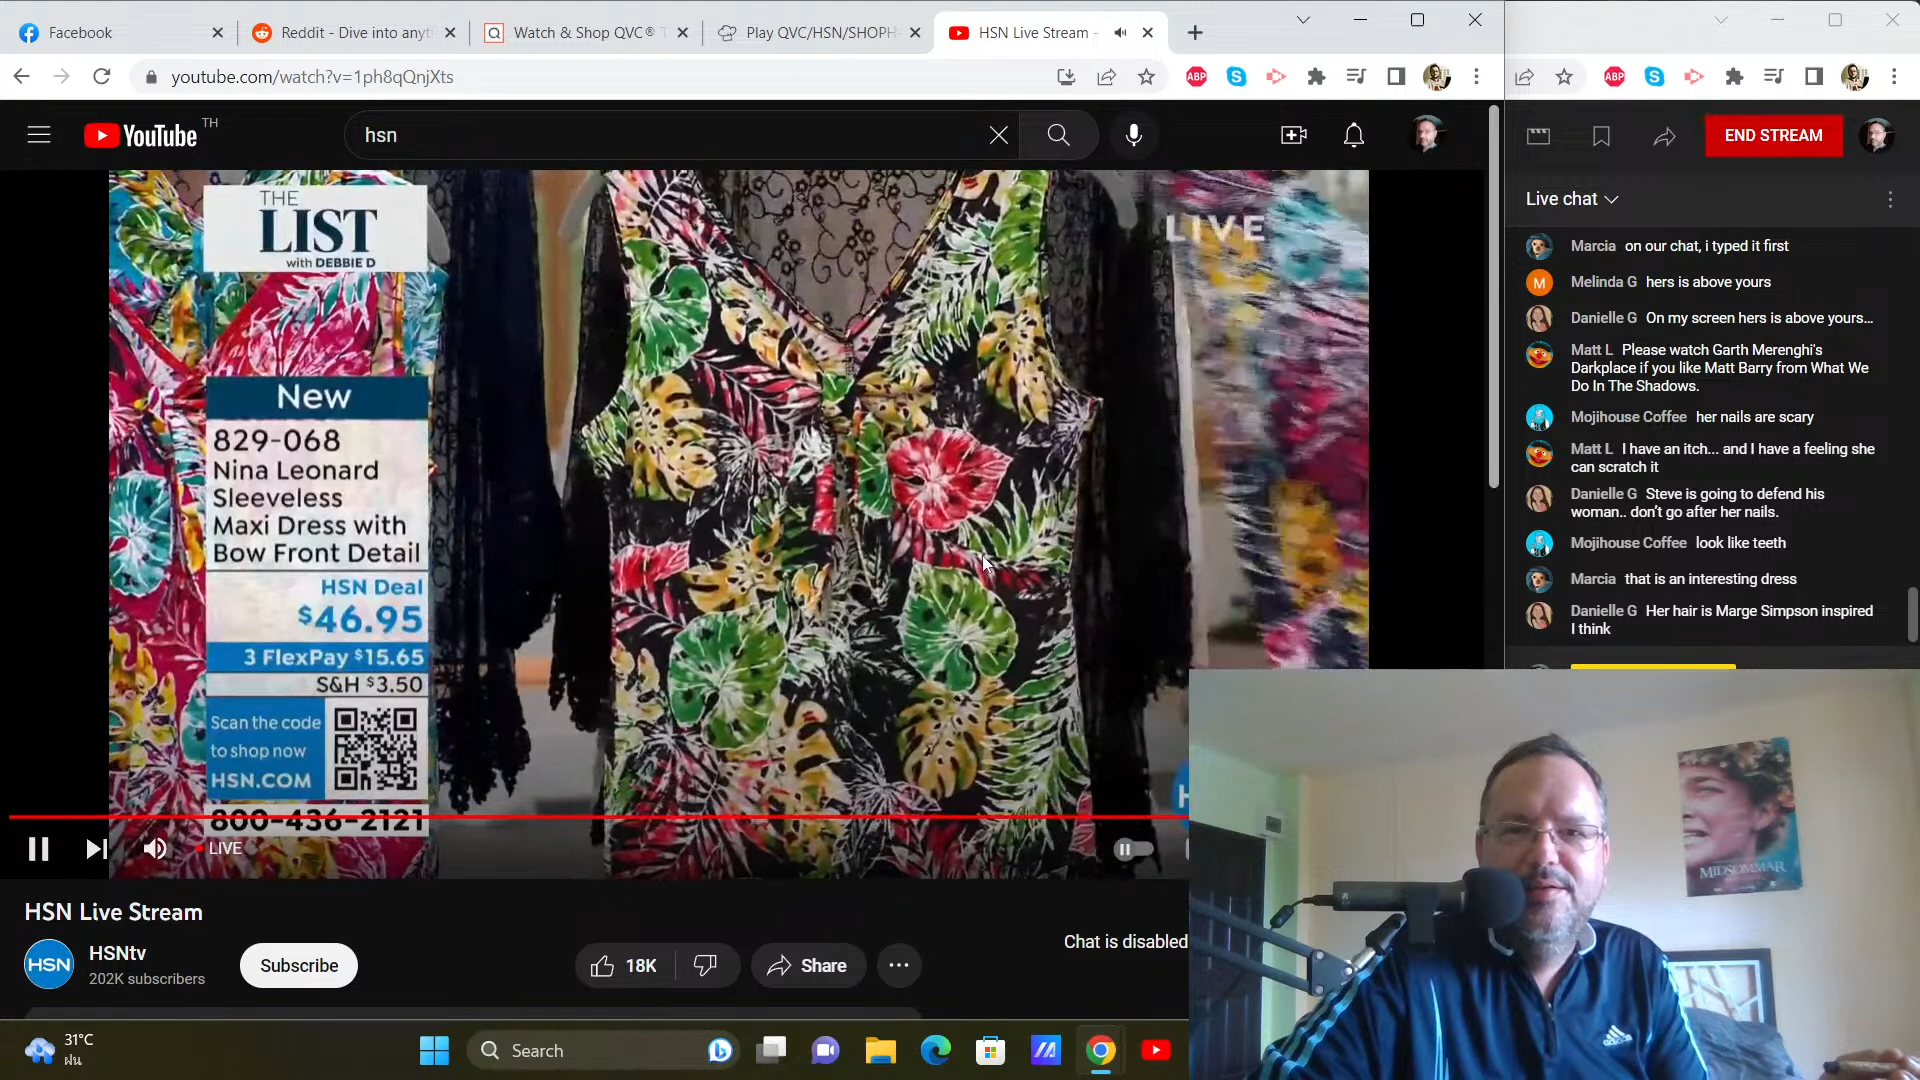 Facebook
Reddit - Dive into anyti
Watch & Shop QVC® T
Play QVC/HSN/SHOPH
HSN Live Stream -
youtube.com/watch?v=1ph8qQnjXts
ABP
ABP
YouTube TH
hsn
END STREAM
Live chat
THE
LIST
with DEBBIE D
LIVE
New
829-068
Nina Leonard
Sleeveless
Maxi Dress with
Bow Front Detail
HSN Deal
$46.95
3 FlexPay $15.65
S&H $3.50
Scan the code
to shop now
HSN.COM
800-436-2121
LIVE
Marcia on our chat, i typed it first
Melinda G hers is above yours
Danielle G On my screen hers is above yours...
Matt L Please watch Garth Merenghi's
Darkplace if you like Matt Barry from What We
Do In The Shadows.
Mojihouse Coffee her nails are scary
Matt L I have an itch... and I have a feeling she
can scratch it
Danielle G Steve is going to defend his
woman.. don't go after her nails.
Mojihouse Coffee look like teeth
Marcia that is an interesting dress
Danielle G Her hair is Marge Simpson inspired
I think
MIDSOMMAR
adidas
HSN Live Stream
HSN
HSNtv
202K subscribers
Subscribe
18K
Share
Chat is disabled
31°C
ฝน
Search